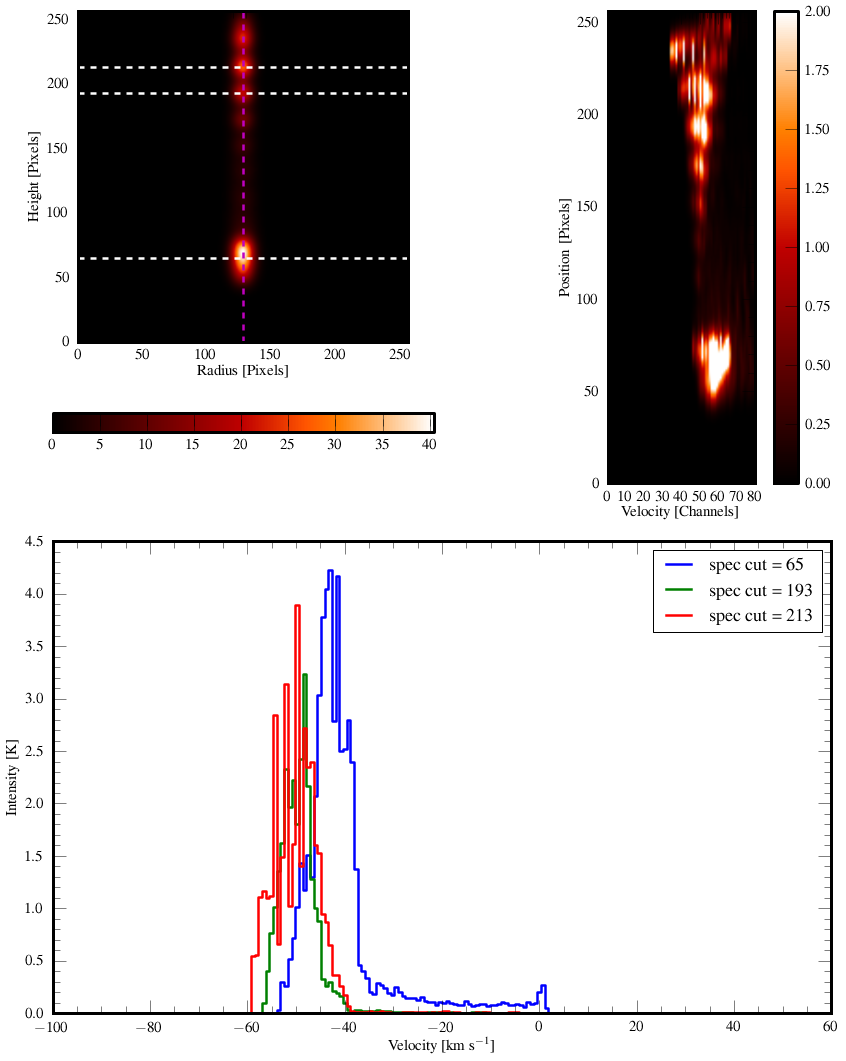 250
200
150
100
50
0
Height [Pixels]
0 50 100 150 200 250
Radius [Pixels]
0 5 10 15 20 25 30 35 40
250
200
150
100
50
0
Position [Pixels]
0 10 20 30 40 50 60 70 80
Velocity [Channels]
2.00
1.75
1.50
1.25
1.00
0.75
0.50
0.25
0.00
4.5
4.0
3.5
3.0
2.5
2.0
1.5
1.0
0.5
0.0
Intensity [K]
spec cut = 65
spec cut = 193
spec cut = 213
−100 −80 −60 −40 −20 0 20 40 60
Velocity [km s⁻¹]